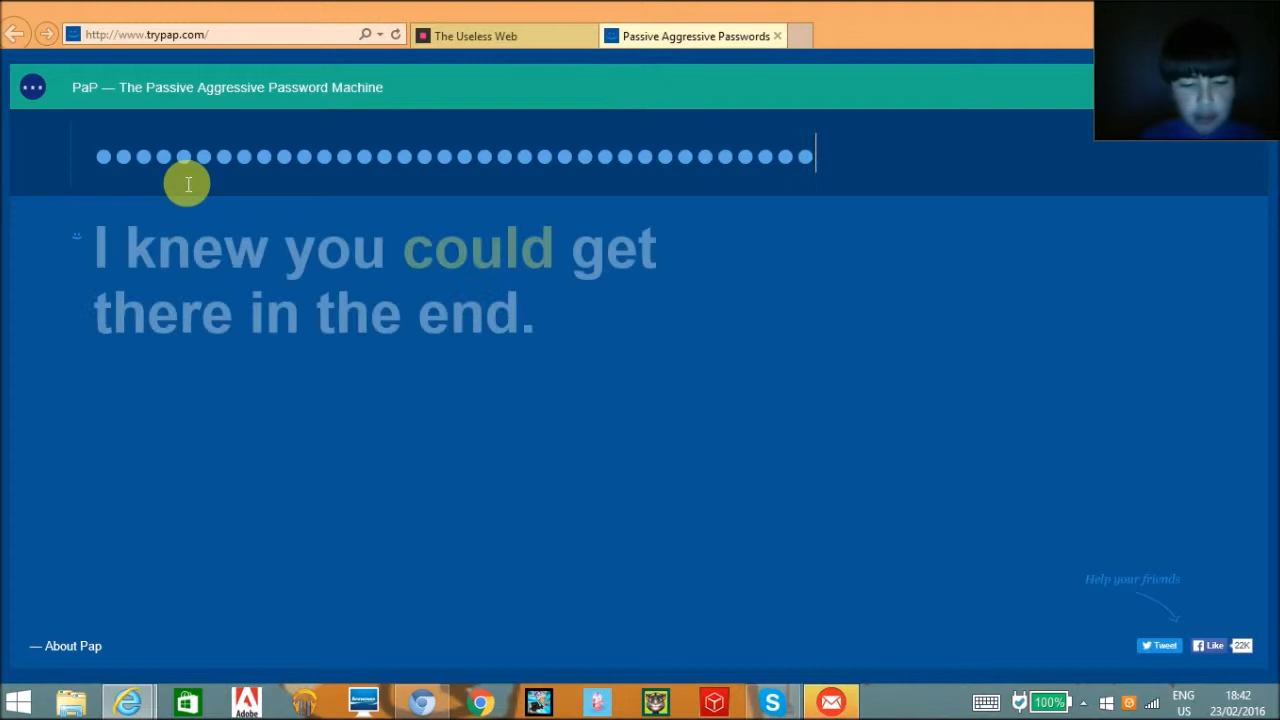 http://www.trypap.com/
The Useless Web
Passive Aggressive Passwords
PaP — The Passive Aggressive Password Machine
I knew you could get
there in the end.
Help your friends
— About Pap
Tweet
Like
22K
Adobe
lenovo
100%
ENG
US
18:42
23/02/2016